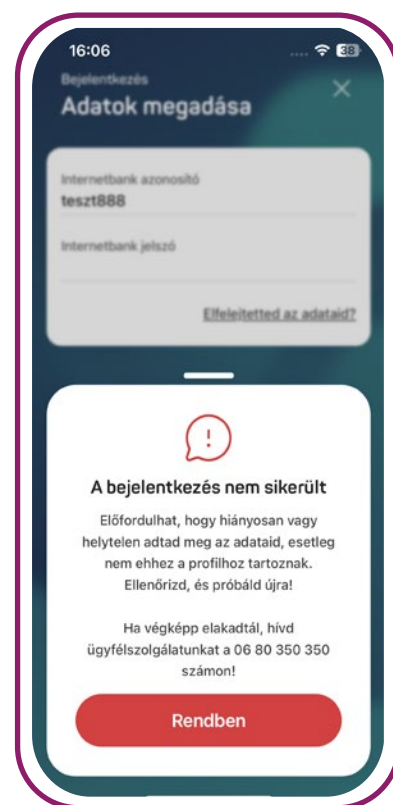 16:06
38
Bejelentkezés
Adatok megadása
Internetbank azonosító
teszt888
Internetbank jelszó
Elfelejtetted az adataid?
!
A bejelentkezés nem sikerült
Előfordulhat, hogy hiányosan vagy
helytelen adtad meg az adataid, esetleg
nem ehhez a profilhoz tartoznak.
Ellenőrizd, és próbáld újra!
Ha végképp elakadtál, hívd
ügyfélszolgálatunkat a 06 80 350 350
számon!
Rendben